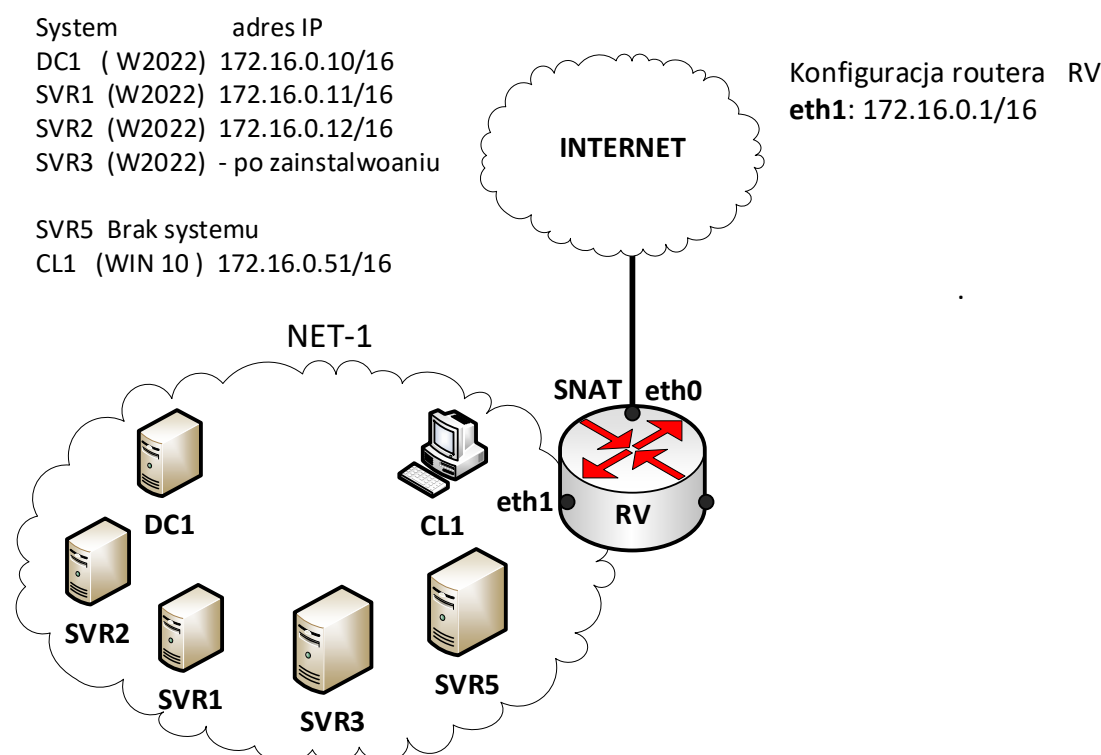 System adres IP
DC1 ( W2022) 172.16.0.10/16
SVR1 (W2022) 172.16.0.11/16
SVR2 (W2022) 172.16.0.12/16
SVR3 (W2022) - po zainstalwoaniu
SVR5 Brak systemu
CL1 (WIN 10 ) 172.16.0.51/16
Konfiguracja routera RV
eth1: 172.16.0.1/16
INTERNET
.
NET-1
SNAT eth0
eth1
RV
DC1
CL1
SVR2
SVR1
SVR3
SVR5